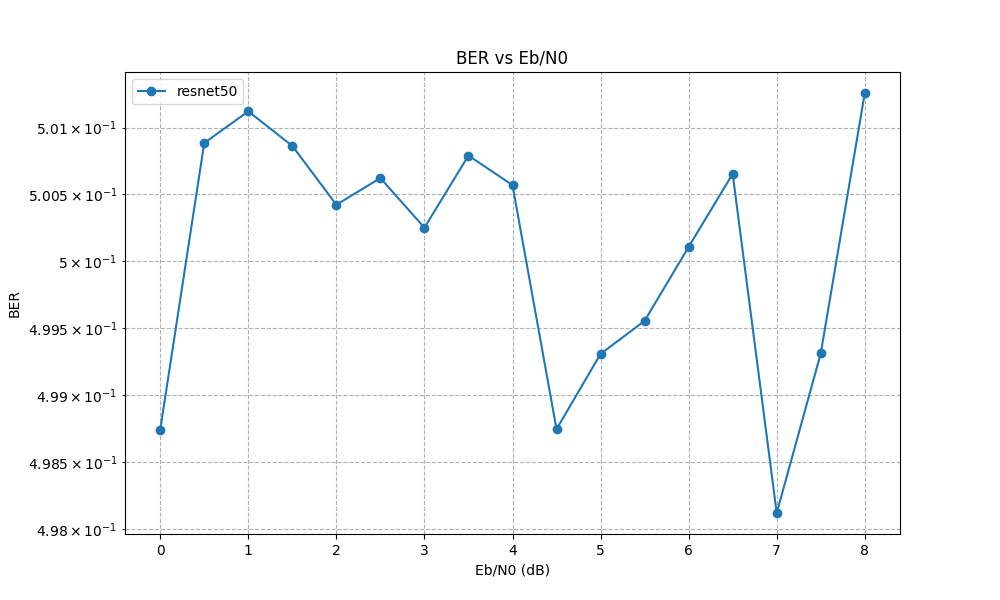 BER vs Eb/N0
resnet50
5.01 × 10⁻¹
5.005 × 10⁻¹
5 × 10⁻¹
4.995 × 10⁻¹
4.99 × 10⁻¹
4.985 × 10⁻¹
4.98 × 10⁻¹
BER
0 1 2 3 4 5 6 7 8
Eb/N0 (dB)